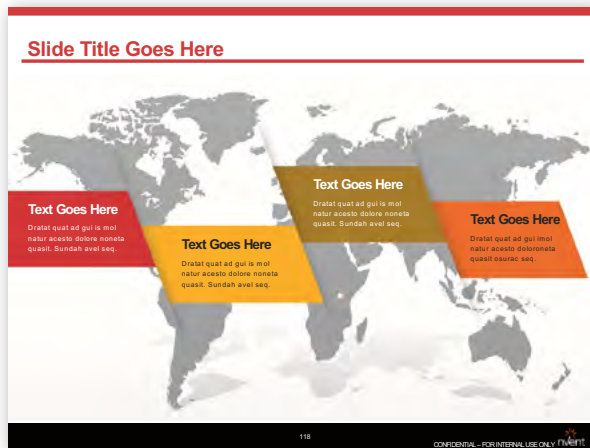 Slide Title Goes Here
Text Goes Here
Dratat quat ad gui is mol
natur acesto dolore noneta
quasit. Sundah avel seq.
Text Goes Here
Dratat quat ad gui is mol
natur acesto dolore noneta
quasit. Sundah avel seq.
Text Goes Here
Dratat quat ad gui is mol
natur acesto dolore noneta
quasit. Sundah avel seq.
Text Goes Here
Dratat quat ad gui imol
natur acesto doloroneta
quasit osurac seq.
118
CONFIDENTIAL – FOR INTERNAL USE ONLY
nvent